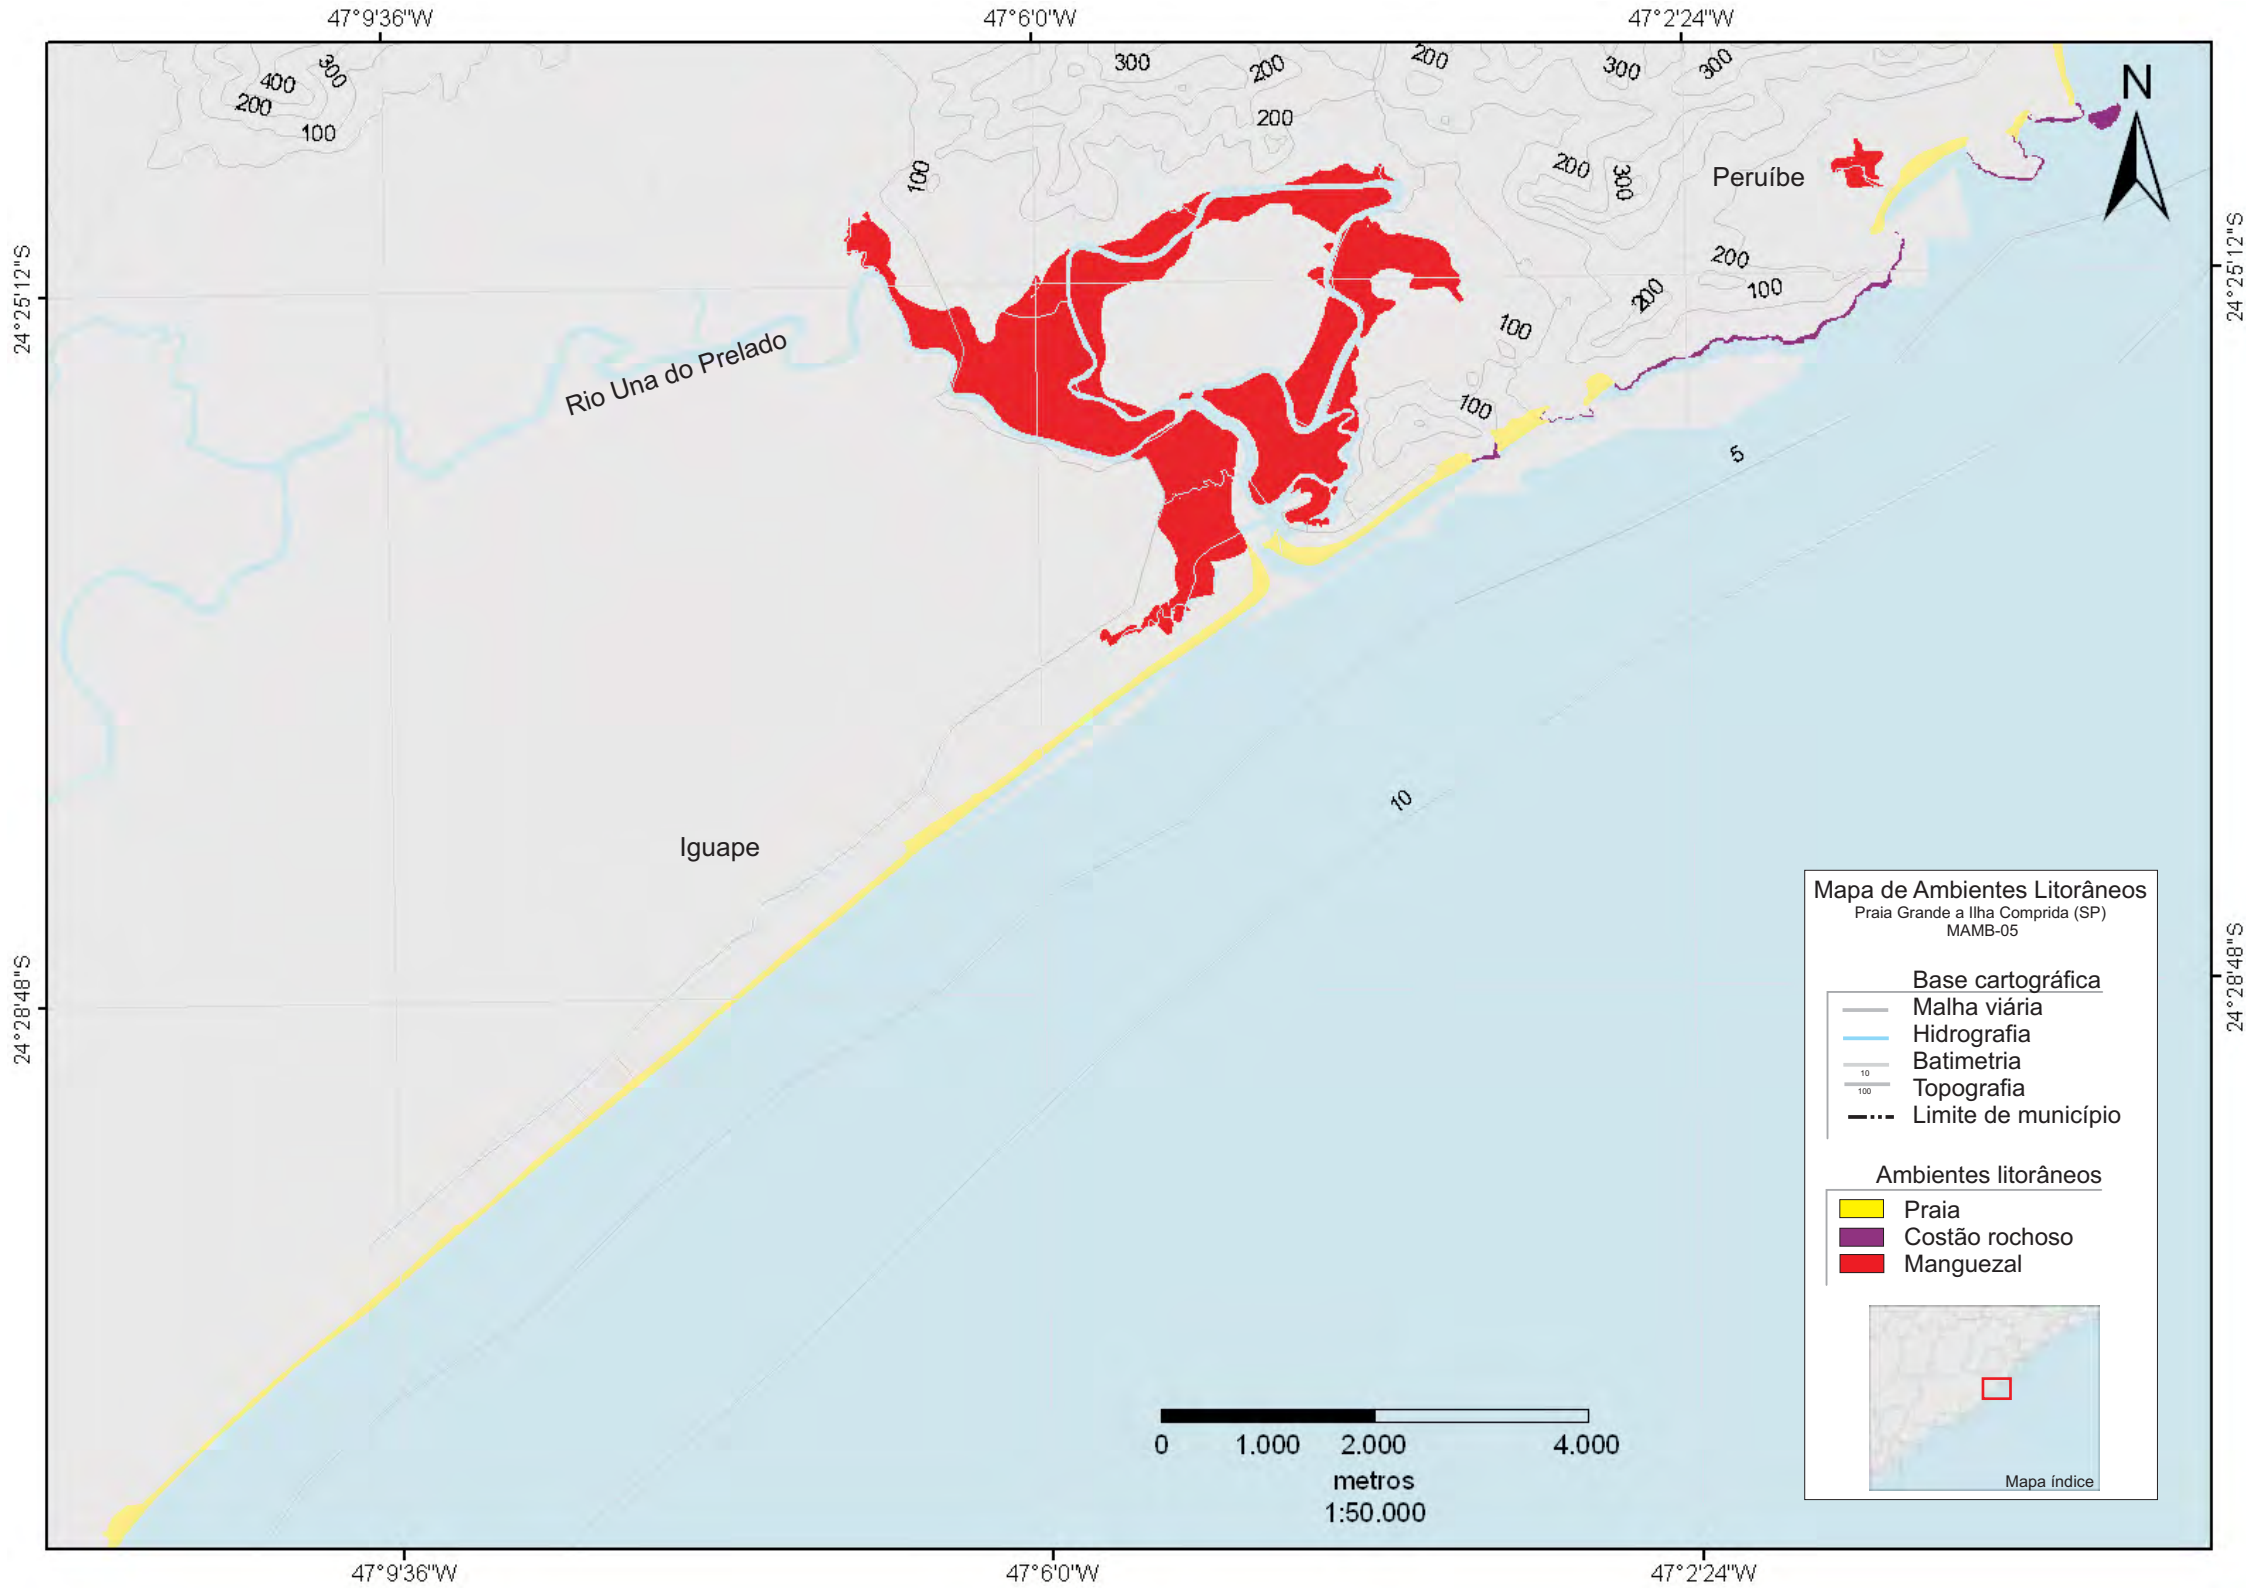 47°9'36"W
47°6'0"W
47°2'24"W
24°25'12"S
24°28'48"S
24°25'12"S
24°28'48"S
N
400
300
200
100
300
200
200
300
300
200
100
200
300
Peruíbe
200
100
200
100
100
Rio Una do Prelado
5
10
Iguape
Mapa de Ambientes Litorâneos
Praia Grande a Ilha Comprida (SP)
MAMB-05
Base cartográfica
Malha viária
Hidrografia
Batimetria
10
Topografia
100
Limite de município
Ambientes litorâneos
Praia
Costão rochoso
Manguezal
Mapa índice
0 1.000 2.000 4.000
metros
1:50.000
47°9'36"W
47°6'0"W
47°2'24"W